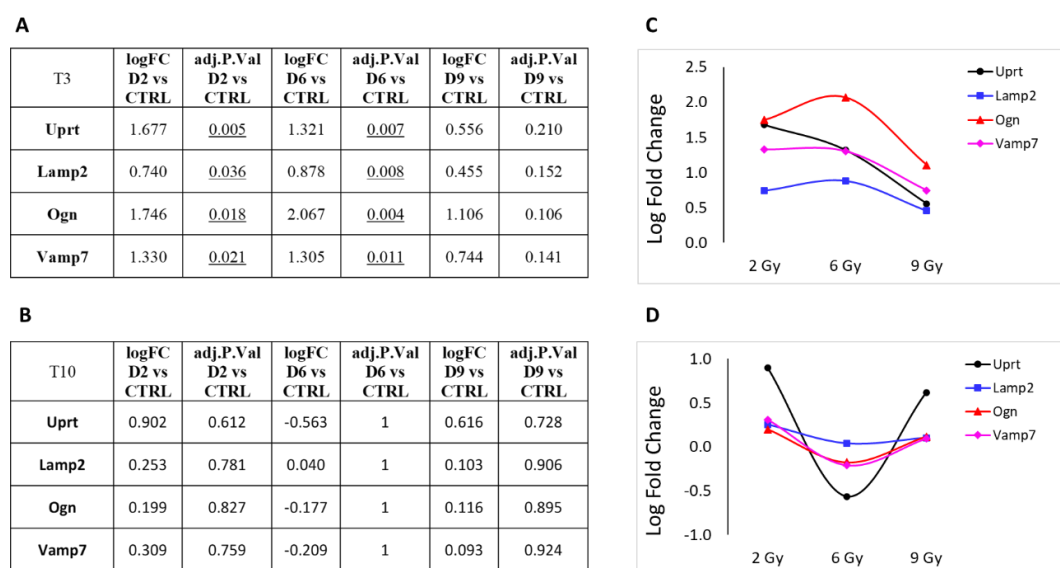 A
T3 logFC D2 vs CTRL adj.P.Val D2 vs CTRL logFC D6 vs CTRL adj.P.Val D6 vs CTRL logFC D9 vs CTRL adj.P.Val D9 vs CTRL
Uprt 1.677 0.005 1.321 0.007 0.556 0.210
Lamp2 0.740 0.036 0.878 0.008 0.455 0.152
Ogn 1.746 0.018 2.067 0.004 1.106 0.106
Vamp7 1.330 0.021 1.305 0.011 0.744 0.141
B
T10 logFC D2 vs CTRL adj.P.Val D2 vs CTRL logFC D6 vs CTRL adj.P.Val D6 vs CTRL logFC D9 vs CTRL adj.P.Val D9 vs CTRL
Uprt 0.902 0.612 -0.563 1 0.616 0.728
Lamp2 0.253 0.781 0.040 1 0.103 0.906
Ogn 0.199 0.827 -0.177 1 0.116 0.895
Vamp7 0.309 0.759 -0.209 1 0.093 0.924
C
Log Fold Change
2.5
2.0
1.5
1.0
0.5
0.0
2 Gy 6 Gy 9 Gy
Uprt
Lamp2
Ogn
Vamp7
D
Log Fold Change
1.0
0.5
0.0
-0.5
-1.0
2 Gy 6 Gy 9 Gy
Uprt
Lamp2
Ogn
Vamp7